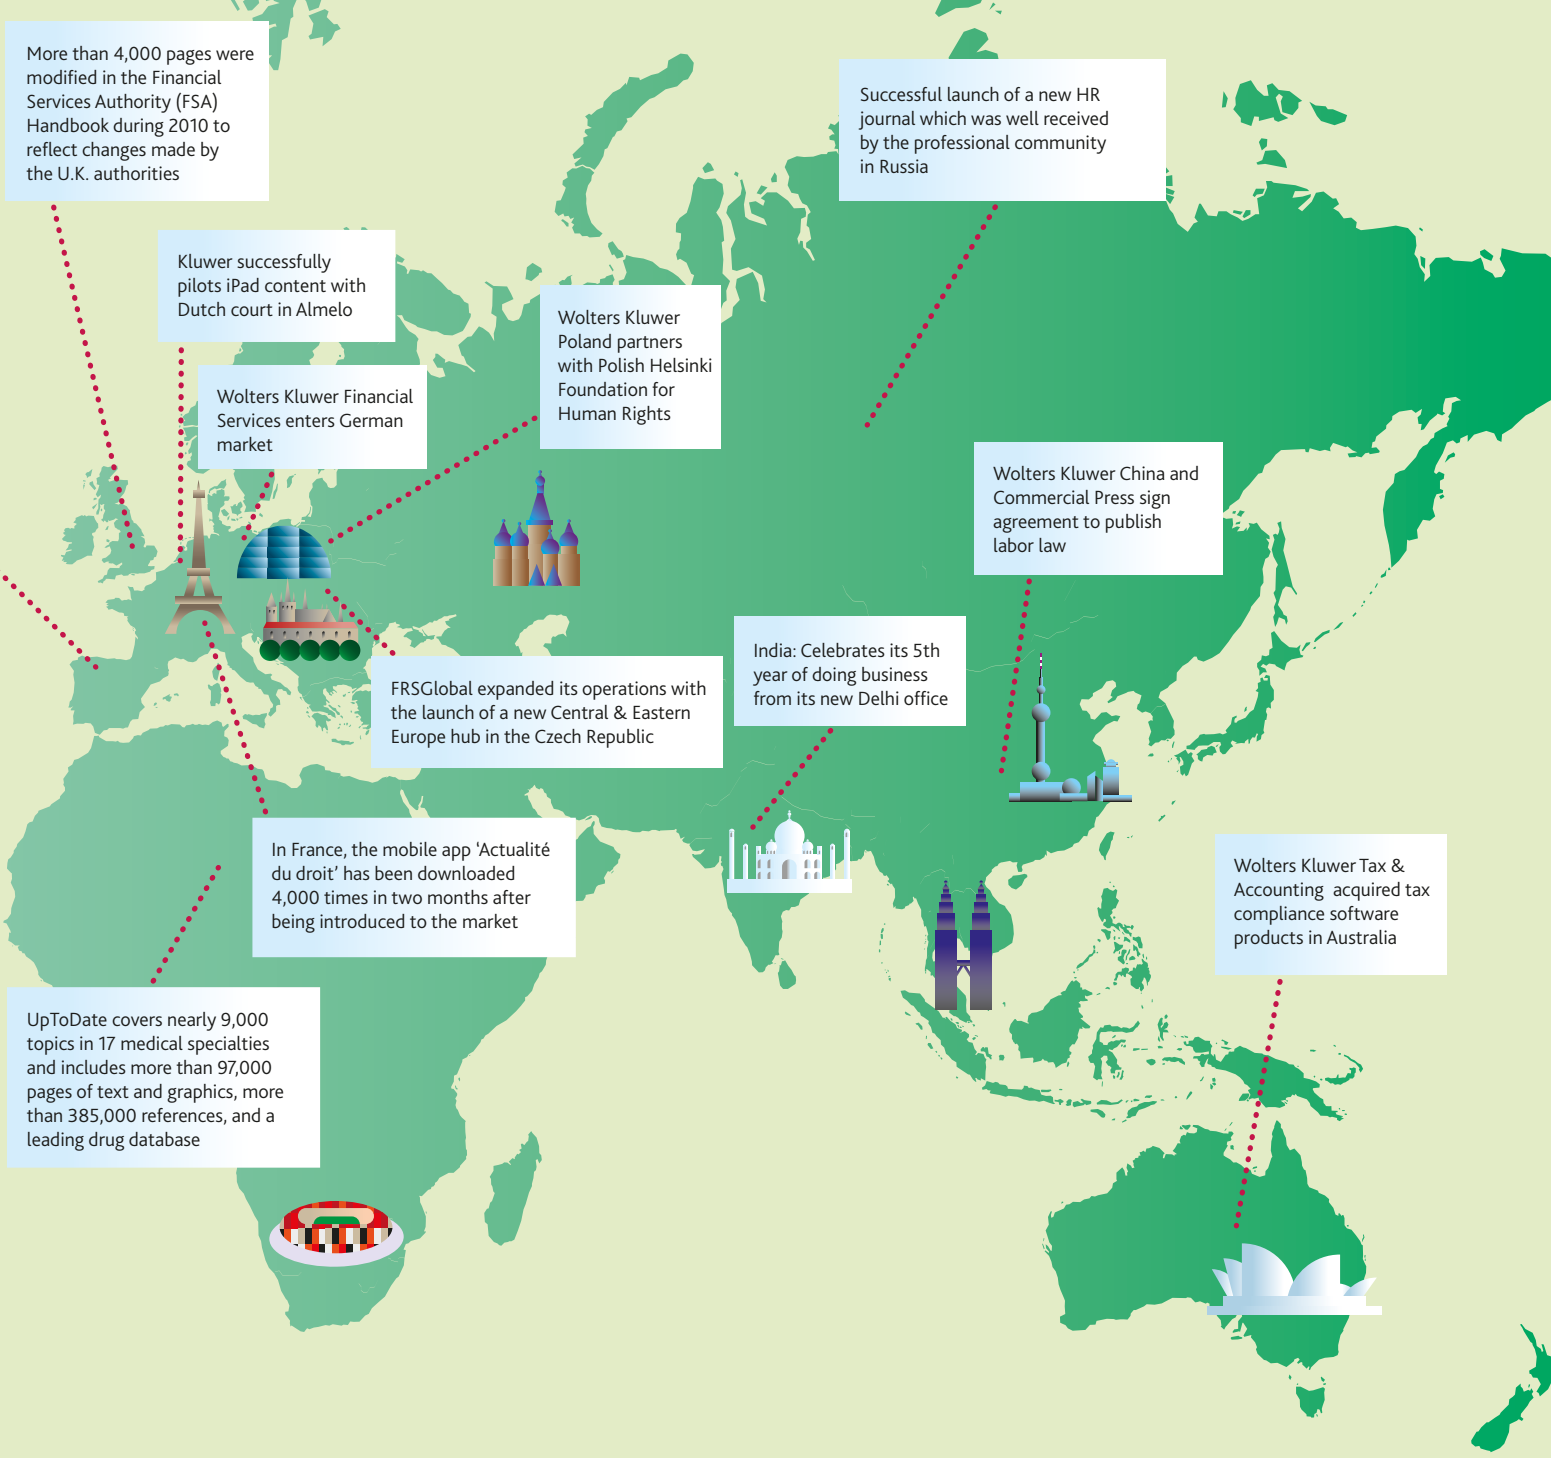 More than 4,000 pages were
modified in the Financial
Services Authority (FSA)
Handbook during 2010 to
reflect changes made by
the U.K. authorities
Successful launch of a new HR
journal which was well received
by the professional community
in Russia
Kluwer successfully
pilots iPad content with
Dutch court in Almelo
Wolters Kluwer
Poland partners
with Polish Helsinki
Foundation for
Human Rights
Wolters Kluwer Financial
Services enters German
market
Wolters Kluwer China and
Commercial Press sign
agreement to publish
labor law
India: Celebrates its 5th
year of doing business
from its new Delhi office
FRSGlobal expanded its operations with
the launch of a new Central & Eastern
Europe hub in the Czech Republic
In France, the mobile app ‘Actualité
du droit’ has been downloaded
4,000 times in two months after
being introduced to the market
Wolters Kluwer Tax &
Accounting acquired tax
compliance software
products in Australia
UpToDate covers nearly 9,000
topics in 17 medical specialties
and includes more than 97,000
pages of text and graphics, more
than 385,000 references, and a
leading drug database